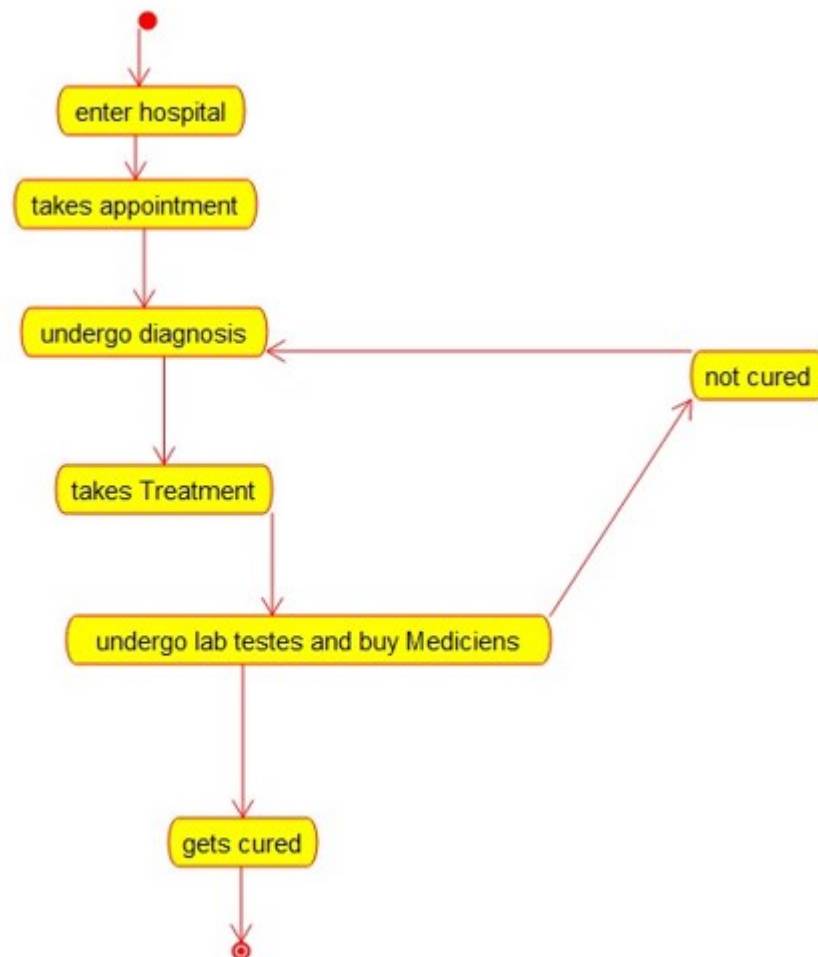 enter hospital
takes appointment
undergo diagnosis
not cured
takes Treatment
undergo lab testes and buy Mediciens
gets cured